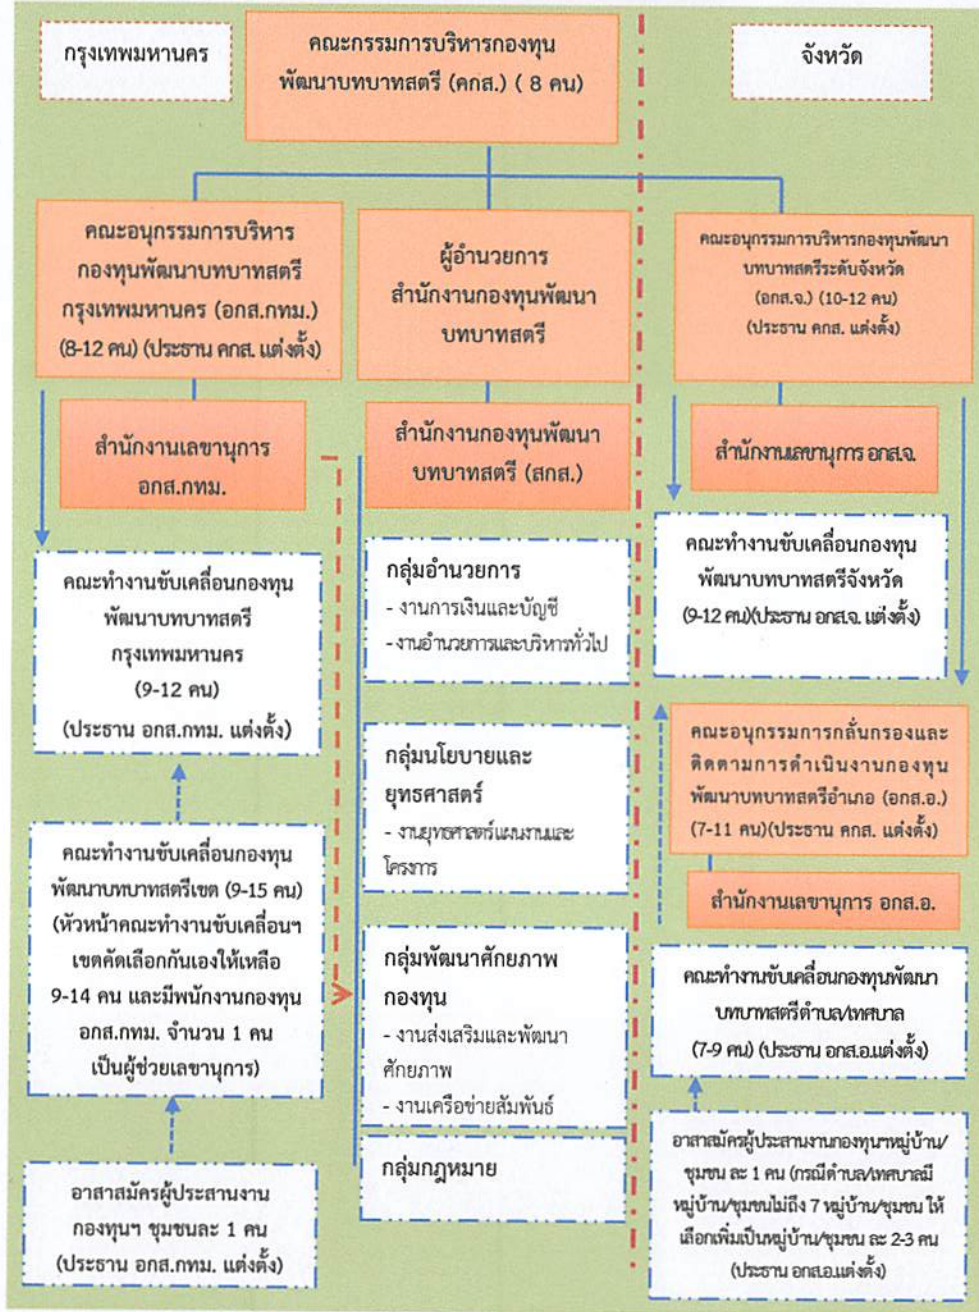 กรุงเทพมหานคร
คณะกรรมการบริหารกองทุน
พัฒนาบทบาทสตรี (คกส.) ( 8 คน)
จังหวัด
คณะอนุกรรมการบริหาร
กองทุนพัฒนาบทบาทสตรี
กรุงเทพมหานคร (อกส.กทม.)
(8-12 คน) (ประธาน คกส. แต่งตั้ง)
ผู้อำนวยการ
สำนักงานกองทุนพัฒนา
บทบาทสตรี
คณะอนุกรรมการบริหารกองทุนพัฒนา
บทบาทสตรีระดับจังหวัด
(อกส.จ.) (10-12 คน)
(ประธาน คกส. แต่งตั้ง)
สำนักงานเลขานุการ
อกส.กทม.
สำนักงานกองทุนพัฒนา
บทบาทสตรี (สกส.)
สำนักงานเลขานุการ อกส.จ.
คณะทำงานขับเคลื่อนกองทุน
พัฒนาบทบาทสตรี
กรุงเทพมหานคร
(9-12 คน)
(ประธาน อกส.กทม. แต่งตั้ง)
กลุ่มอำนวยการ
- งานการเงินและบัญชี
- งานอำนวยการและบริหารทั่วไป
คณะทำงานขับเคลื่อนกองทุน
พัฒนาบทบาทสตรีจังหวัด
(9-12 คน)(ประธาน อกส.จ. แต่งตั้ง)
กลุ่มนโยบายและ
ยุทธศาสตร์
- งานยุทธศาสตร์แผนงานและ
โครงการ
คณะอนุกรรมการกลั่นกรองและ
ติดตามการดำเนินงานกองทุน
พัฒนาบทบาทสตรีอำเภอ (อกส.อ.)
(7-11 คน)(ประธาน คกส. แต่งตั้ง)
สำนักงานเลขานุการ อกส.อ.
คณะทำงานขับเคลื่อนกองทุน
พัฒนาบทบาทสตรีเขต (9-15 คน)
(หัวหน้าคณะทำงานขับเคลื่อนฯ
เขตคัดเลือกกันเองให้เหลือ
9-14 คน และมีพนักงานกองทุน
อกส.กทม. จำนวน 1 คน
เป็นผู้ช่วยเลขานุการ)
กลุ่มพัฒนาศักยภาพ
กองทุน
- งานส่งเสริมและพัฒนา
ศักยภาพ
- งานเครือข่ายสัมพันธ์
คณะทำงานขับเคลื่อนกองทุนพัฒนา
บทบาทสตรีตำบล/เทศบาล
(7-9 คน) (ประธาน อกส.อ.แต่งตั้ง)
กลุ่มกฎหมาย
อาสาสมัครผู้ประสานงาน
กองทุนฯ ชุมชนละ 1 คน
(ประธาน อกส.กทม. แต่งตั้ง)
อาสาสมัครผู้ประสานงานกองทุนฯหมู่บ้าน/
ชุมชน ละ 1 คน (กรณีตำบล/เทศบาลมี
หมู่บ้าน/ชุมชนไม่ถึง 7 หมู่บ้าน/ชุมชน ให้
เลือกเพิ่มเป็นหมู่บ้าน/ชุมชน ละ 2-3 คน
(ประธาน อกส.อ.แต่งตั้ง)